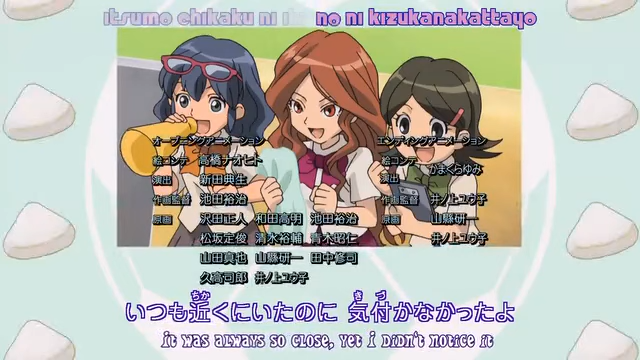 itsumo chikaku ni ita no ni kizukanakattayo
オープニングアニメーション
絵コンテ 高橋ナオヒト
演出 新田典生
作画監督 池田裕治
原画 沢田正人 和田高明 池田裕治
松坂定俊 清水裕輔 青木昭仁
山田真也 山縣研一 田中修司
久高司郎 井ノ上ユウ子
エンディングアニメーション
絵コンテ
演出 かまくらゆみ
作画監督 井ノ上ユウ子
原画 山縣研一
井ノ上ユウ子
ちか きづ
いつも近くにいたのに 気付かなかったよ
It was always so close, yet I didn't notice it